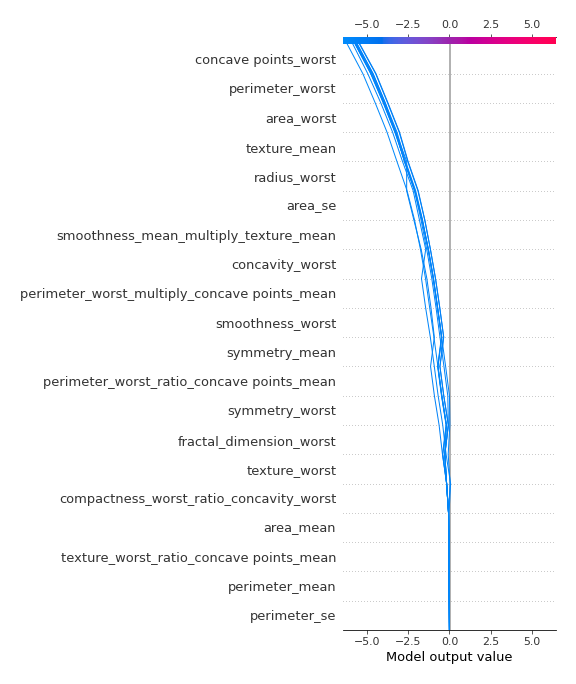 −5.0 −2.5 0.0 2.5 5.0
concave points_worst
perimeter_worst
area_worst
texture_mean
radius_worst
area_se
smoothness_mean_multiply_texture_mean
concavity_worst
perimeter_worst_multiply_concave points_mean
smoothness_worst
symmetry_mean
perimeter_worst_ratio_concave points_mean
symmetry_worst
fractal_dimension_worst
texture_worst
compactness_worst_ratio_concavity_worst
area_mean
texture_worst_ratio_concave points_mean
perimeter_mean
perimeter_se
−5.0 −2.5 0.0 2.5 5.0
Model output value